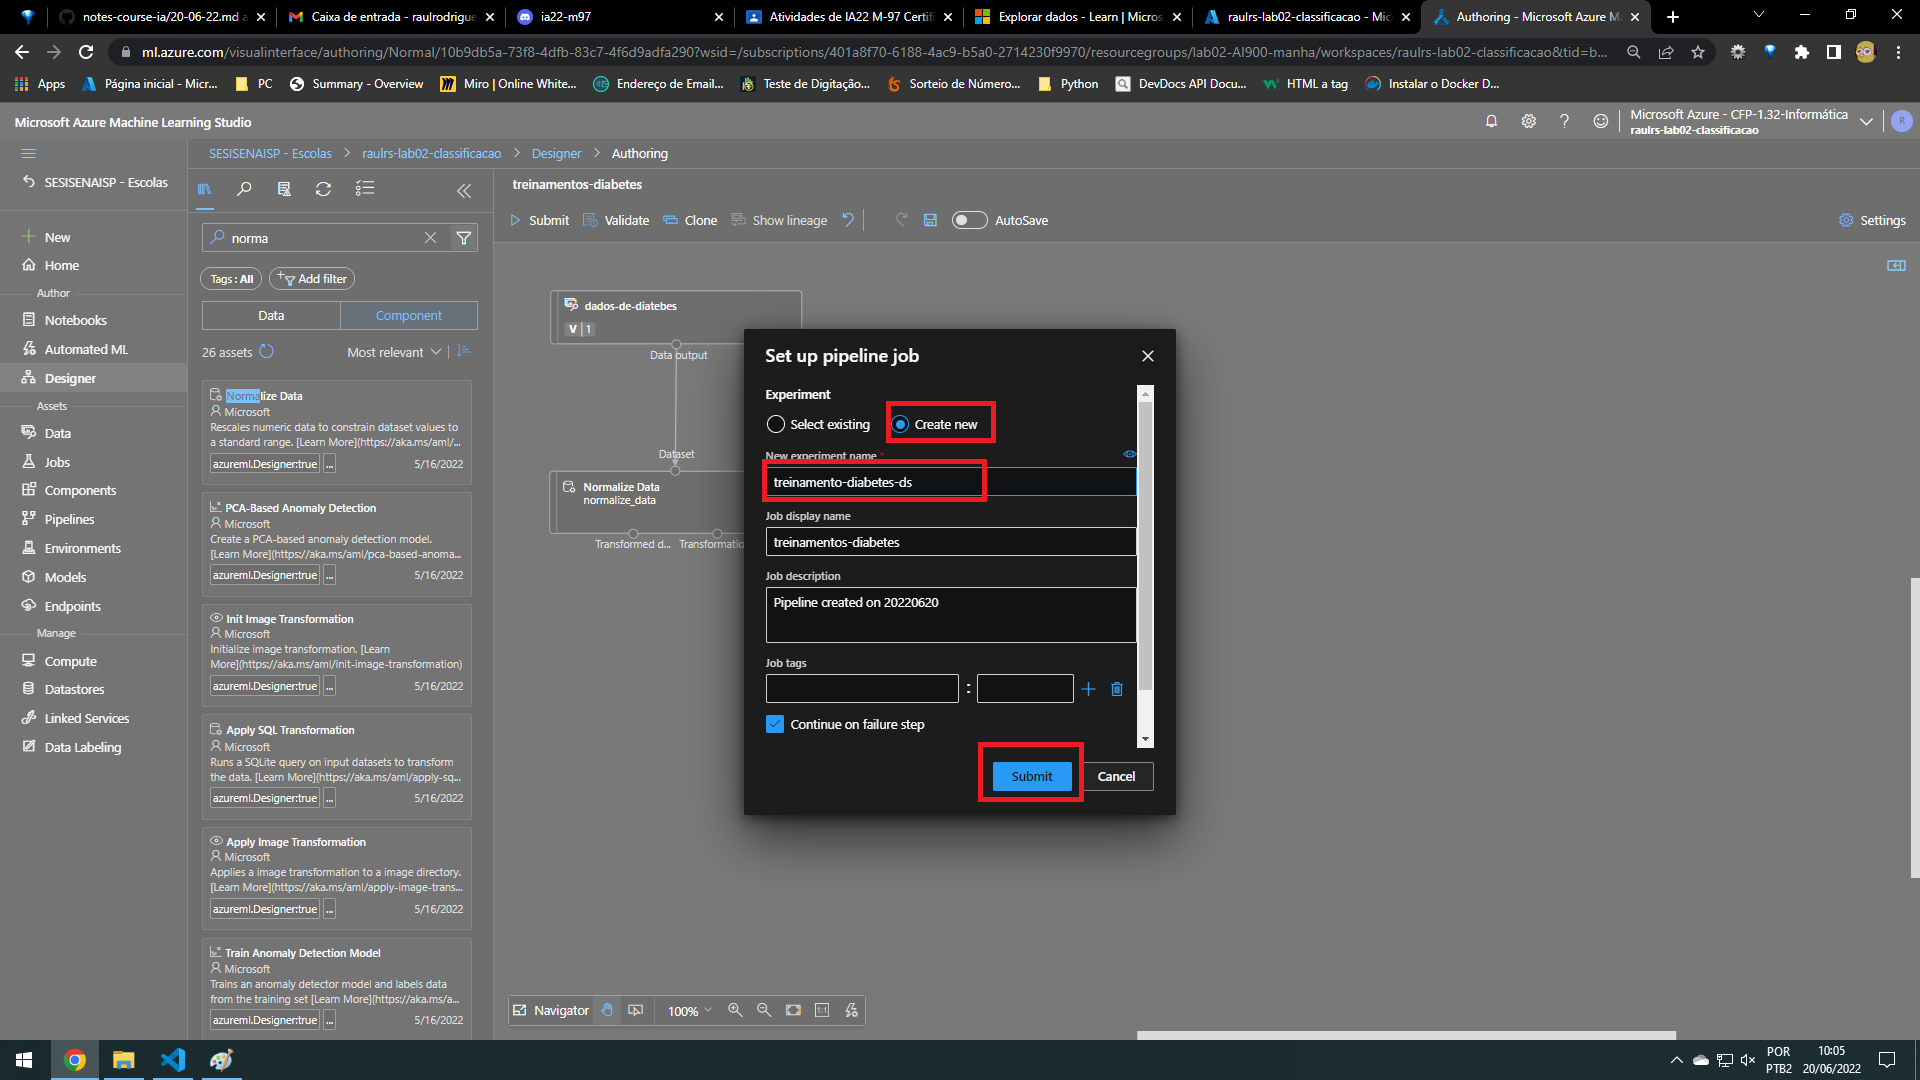 notes-course-ia/20-06-22.md a
Caixa de entrada - raulrodrigue
ia22-m97
Atividades de IA22 M-97 Certifi
Explorar dados - Learn | Micros
raulrs-lab02-classificacao - Mic
Authoring - Microsoft Azure Ma
ml.azure.com/visualinterface/authoring/Normal/10b9db5a-73f8-4dfb-83c7-4f6d9adfa290?wsid=/subscriptions/401a8f70-6188-4ac9-b5a0-2714230f9970/resourcegroups/lab02-AI900-manha/workspaces/raulrs-lab02-classificacao&tid=b...
Apps
Página inicial - Micr...
PC
Summary - Overview
Miro | Online White...
Endereço de Email...
Teste de Digitação...
Sorteio de Número...
Python
DevDocs API Docu...
HTML a tag
Instalar o Docker D...
Microsoft Azure Machine Learning Studio
Microsoft Azure - CFP-1.32-Informática
raulrs-lab02-classificacao
R
SESISENAISP - Escolas > raulrs-lab02-classificacao > Designer > Authoring
SESISENAISP - Escolas
New
Home
Author
Notebooks
Automated ML
Designer
Assets
Data
Jobs
Components
Pipelines
Environments
Models
Endpoints
Manage
Compute
Datastores
Linked Services
Data Labeling
norma
Tags : All
Add filter
Data
Component
26 assets
Most relevant
Normalize Data
Microsoft
Rescales numeric data to constrain dataset values to
a standard range. [Learn More](https://aka.ms/aml/...
azureml.Designer:true ... 5/16/2022
PCA-Based Anomaly Detection
Microsoft
Create a PCA-based anomaly detection model.
[Learn More](https://aka.ms/aml/pca-based-anoma...
azureml.Designer:true ... 5/16/2022
Init Image Transformation
Microsoft
Initialize image transformation. [Learn
More](https://aka.ms/aml/init-image-transformation)
azureml.Designer:true ... 5/16/2022
Apply SQL Transformation
Microsoft
Runs a SQLite query on input datasets to transform
the data. [Learn More](https://aka.ms/aml/apply-sq...
azureml.Designer:true ... 5/16/2022
Apply Image Transformation
Microsoft
Applies a image transformation to a image directory.
[Learn More](https://aka.ms/aml/apply-image-trans...
azureml.Designer:true ... 5/16/2022
Train Anomaly Detection Model
Microsoft
Trains an anomaly detector model and labels data
from the training set [Learn More](https://aka.ms/a...
azureml.Designer:true ... 5/16/2022
treinamentos-diabetes
Submit
Validate
Clone
Show lineage
AutoSave
Settings
dados-de-diatebes
V | 1
Data output
Dataset
Normalize Data
normalize_data
Transformed d...
Transformatio
Set up pipeline job
Experiment
Select existing
Create new
New experiment name *
treinamento-diabetes-ds
Job display name
treinamentos-diabetes
Job description
Pipeline created on 20220620
Job tags
:
Continue on failure step
Submit
Cancel
Navigator
100%
1:1
POR
PTB2
10:05
20/06/2022